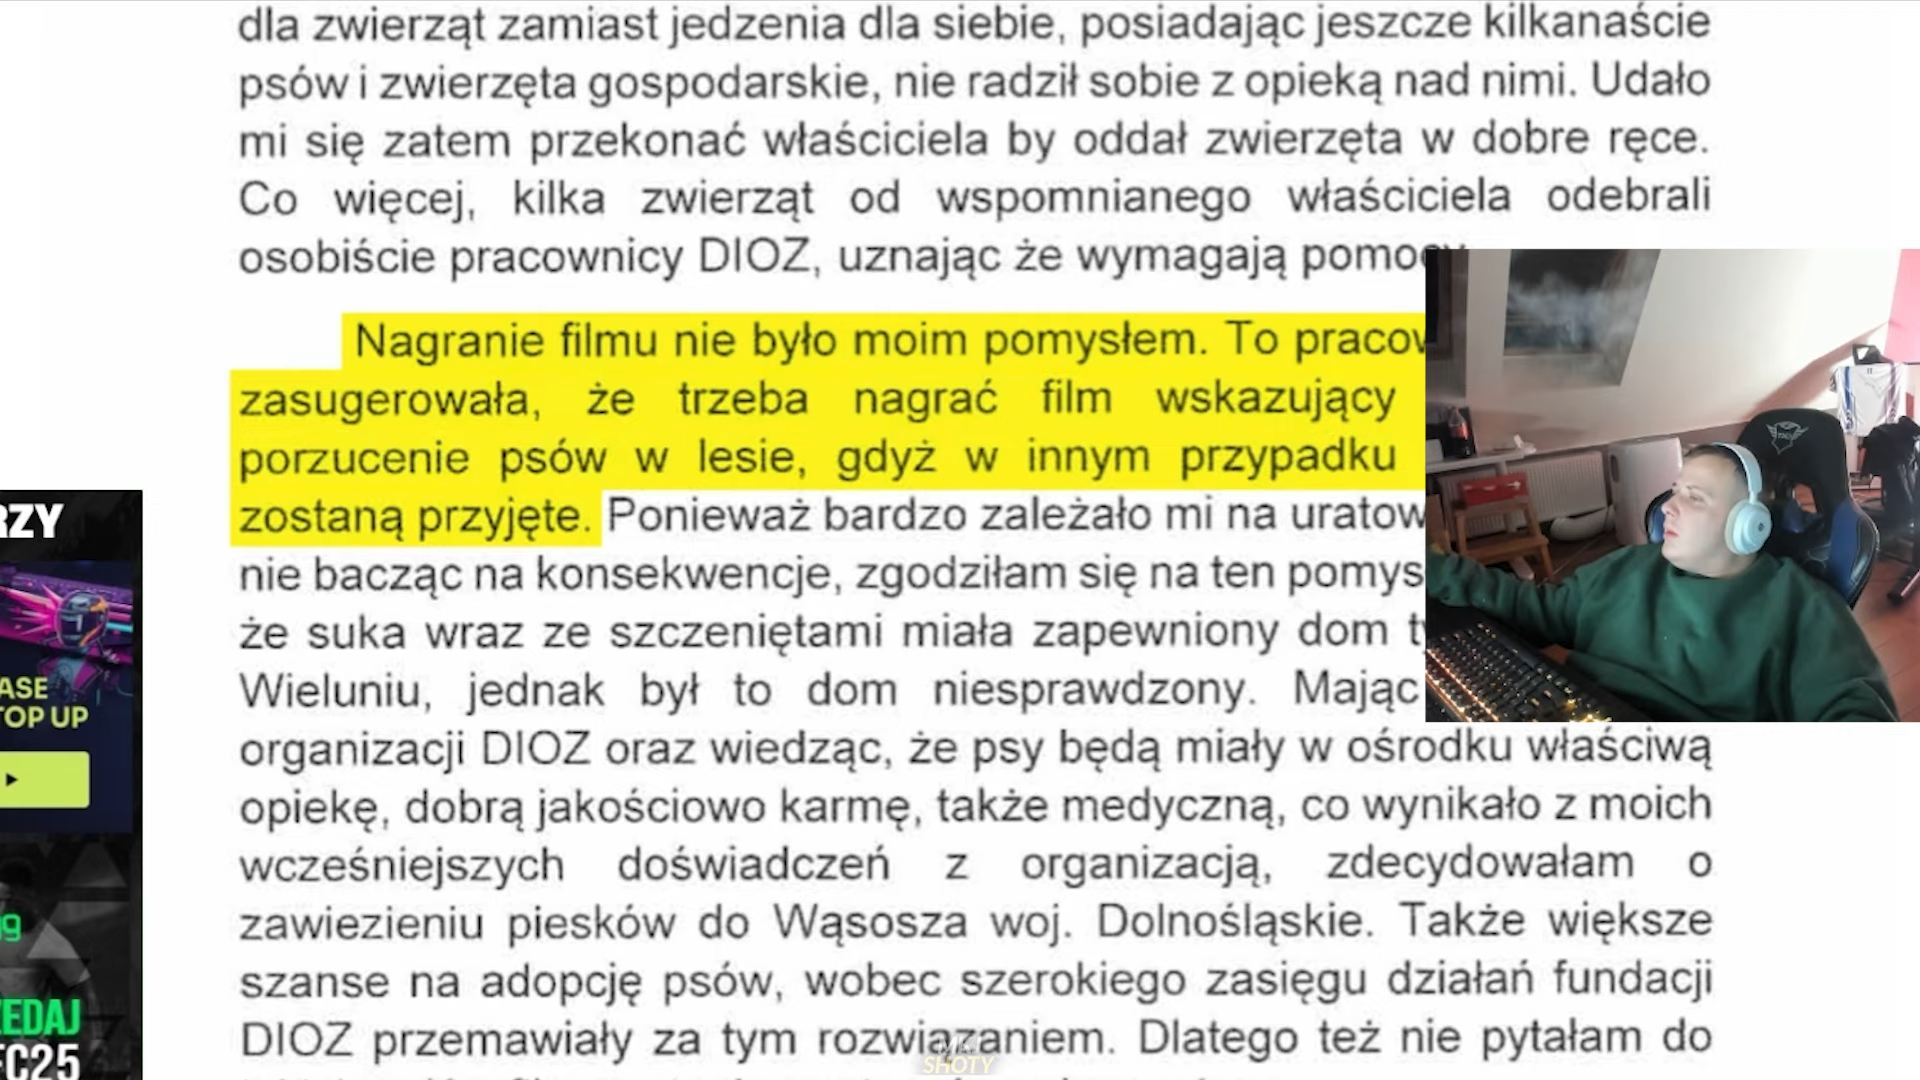 dla zwierząt zamiast jedzenia dla siebie, posiadając jeszcze kilkanaście
psów i zwierzęta gospodarskie, nie radził sobie z opieką nad nimi. Udało
mi się zatem przekonać właściciela by oddał zwierzęta w dobre ręce.
Co więcej, kilka zwierząt od wspomnianego właściciela odebrali
osobiście pracownicy DIOZ, uznając że wymagają pomocy.
Nagranie filmu nie było moim pomysłem. To
zasugerowała, że trzeba nagrać film wskazujący
porzucenie psów w lesie, gdyż w innym przypadku
zostaną przyjęte. Ponieważ bardzo zależało mi na
nie bacząc na konsekwencje, zgodziłam się na ten
że suka wraz ze szczeniętami miała zapewniony dom
Wieluniu, jednak był to dom niesprawdzony. Mając
organizacji DIOZ oraz wiedząc, że psy będą miały w ośrodku właściwą
opiekę, dobrą jakościowo karmę, także medyczną, co wynikało z moich
wcześniejszych doświadczeń z organizacją, zdecydowałam o
zawiezieniu piesków do Wąsosza woj. Dolnośląskie. Także większe
szanse na adopcję psów, wobec szerokiego zasięgu działań fundacji
DIOZ przemawiały za tym rozwiązaniem. Dlatego też nie pytałam do
RZY
ASE
TOP UP
09
ZEDAJ
FC25
SHOTY